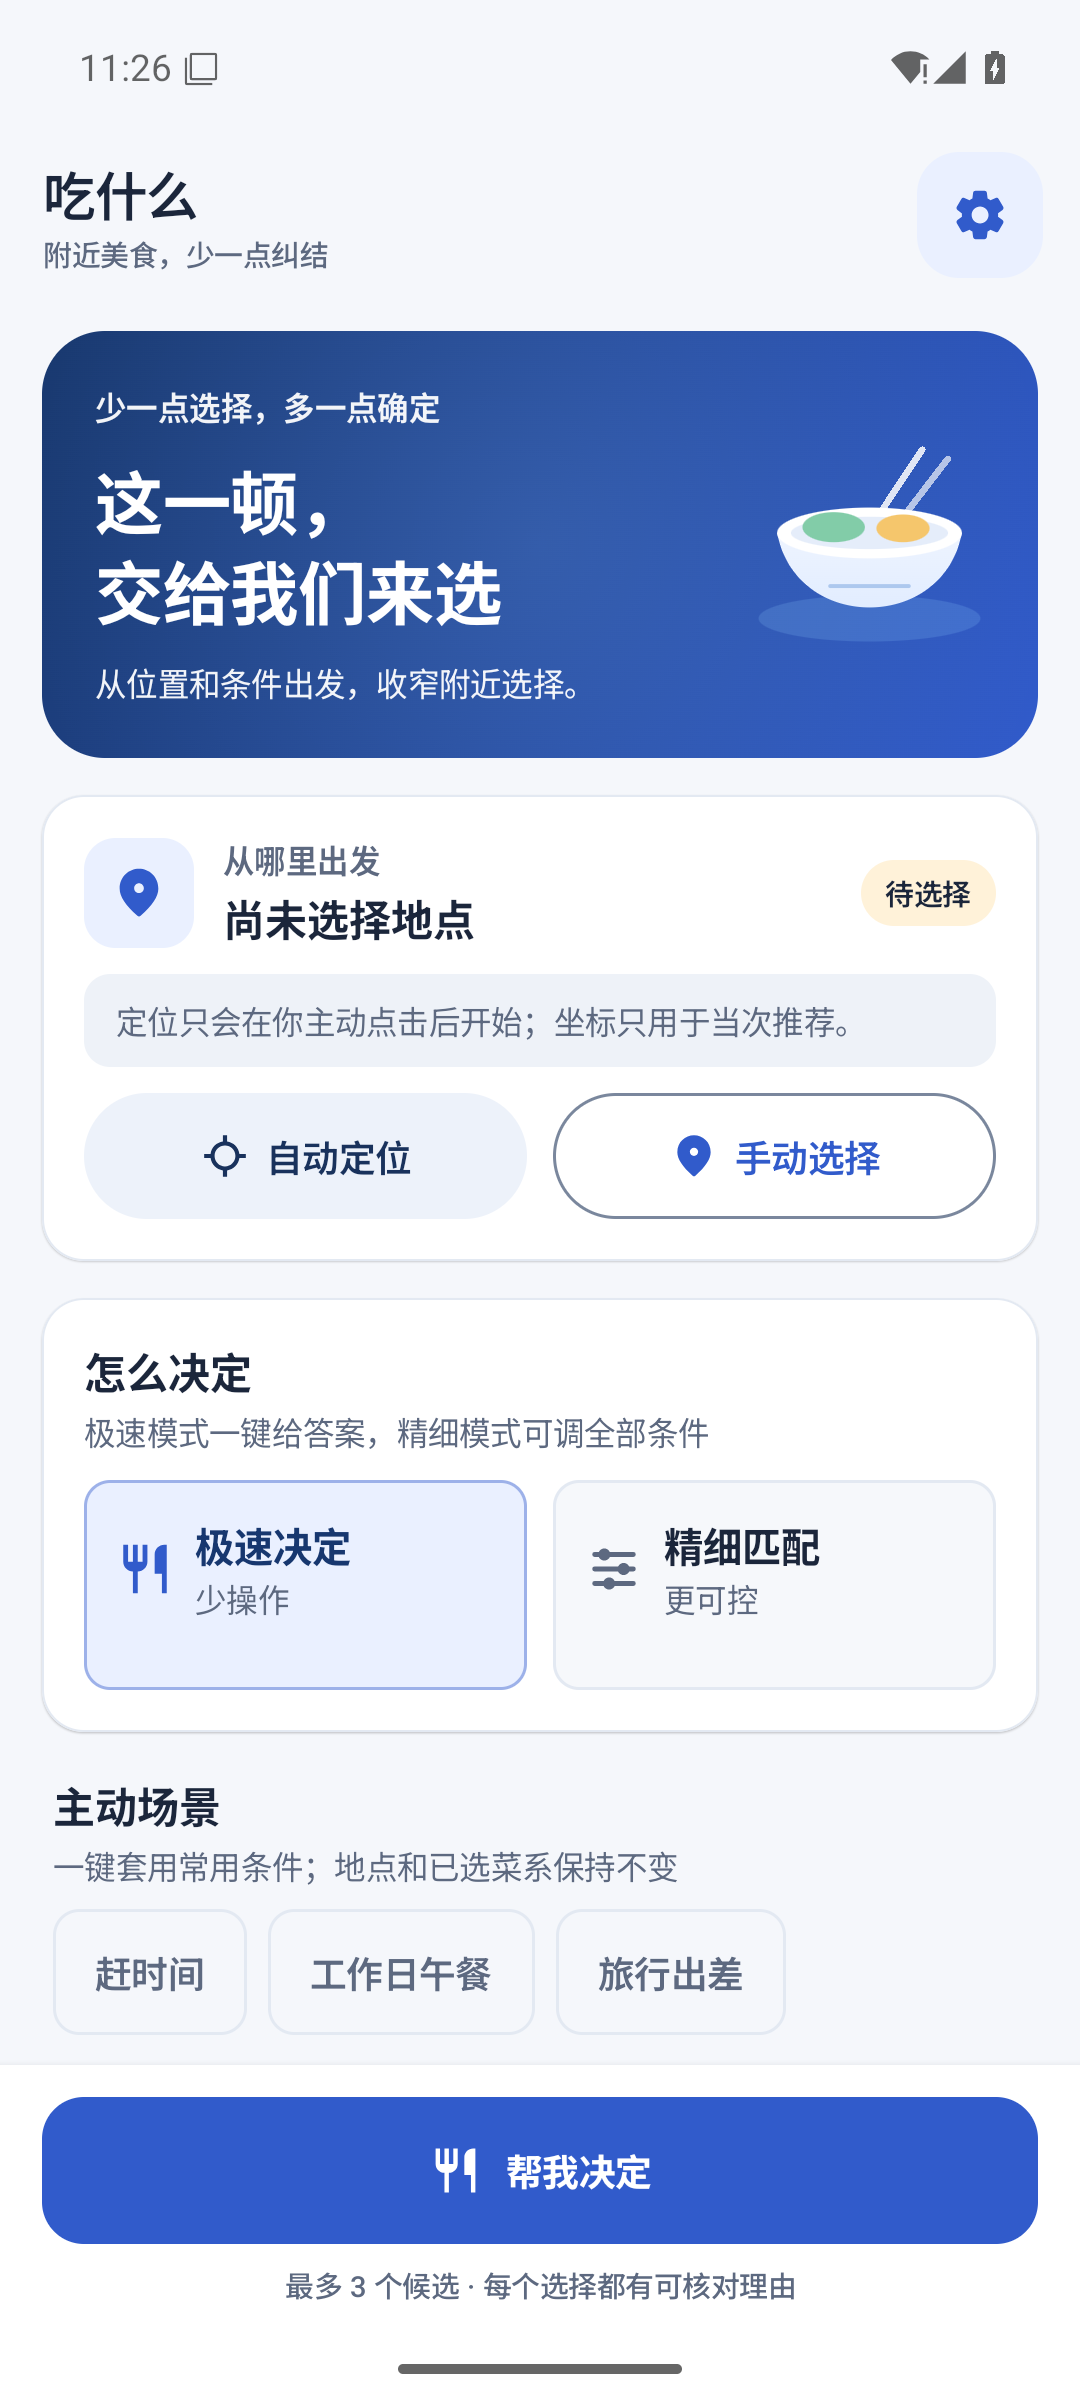 11:26
吃什么
附近美食，少一点纠结
少一点选择，多一点确定
这一顿，
交给我们来选
从位置和条件出发，收窄附近选择。
从哪里出发
尚未选择地点
待选择
定位只会在你主动点击后开始；坐标只用于当次推荐。
自动定位
手动选择
怎么决定
极速模式一键给答案，精细模式可调全部条件
极速决定
少操作
精细匹配
更可控
主动场景
一键套用常用条件；地点和已选菜系保持不变
赶时间
工作日午餐
旅行出差
帮我决定
最多 3 个候选 · 每个选择都有可核对理由